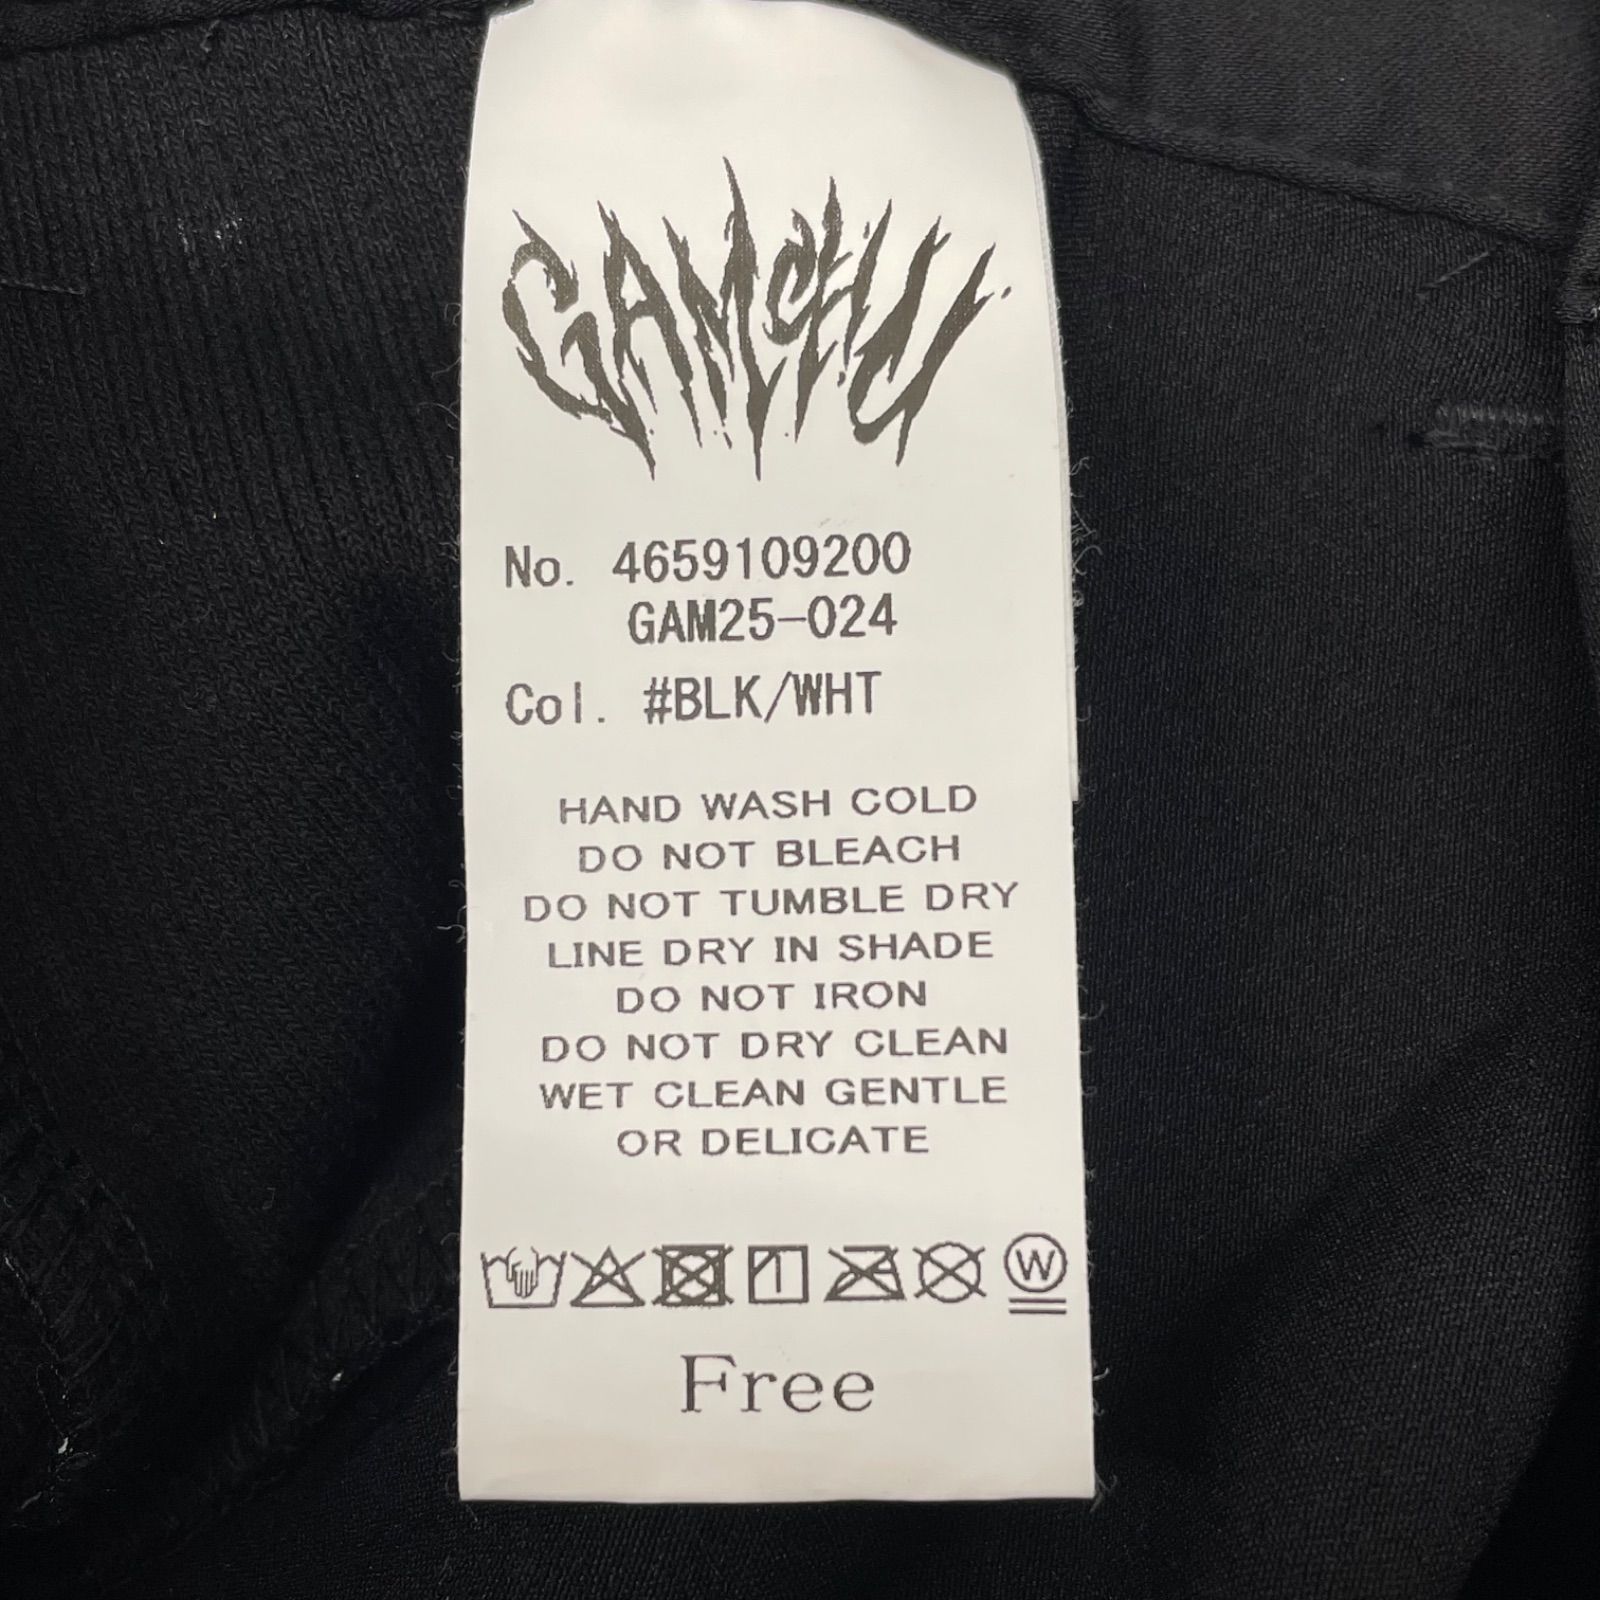 GAMCHU
No. 4659109200
GAM25-024
Col. #BLK/WHT
HAND WASH COLD
DO NOT BLEACH
DO NOT TUMBLE DRY
LINE DRY IN SHADE
DO NOT IRON
DO NOT DRY CLEAN
WET CLEAN GENTLE
OR DELICATE
W
Free